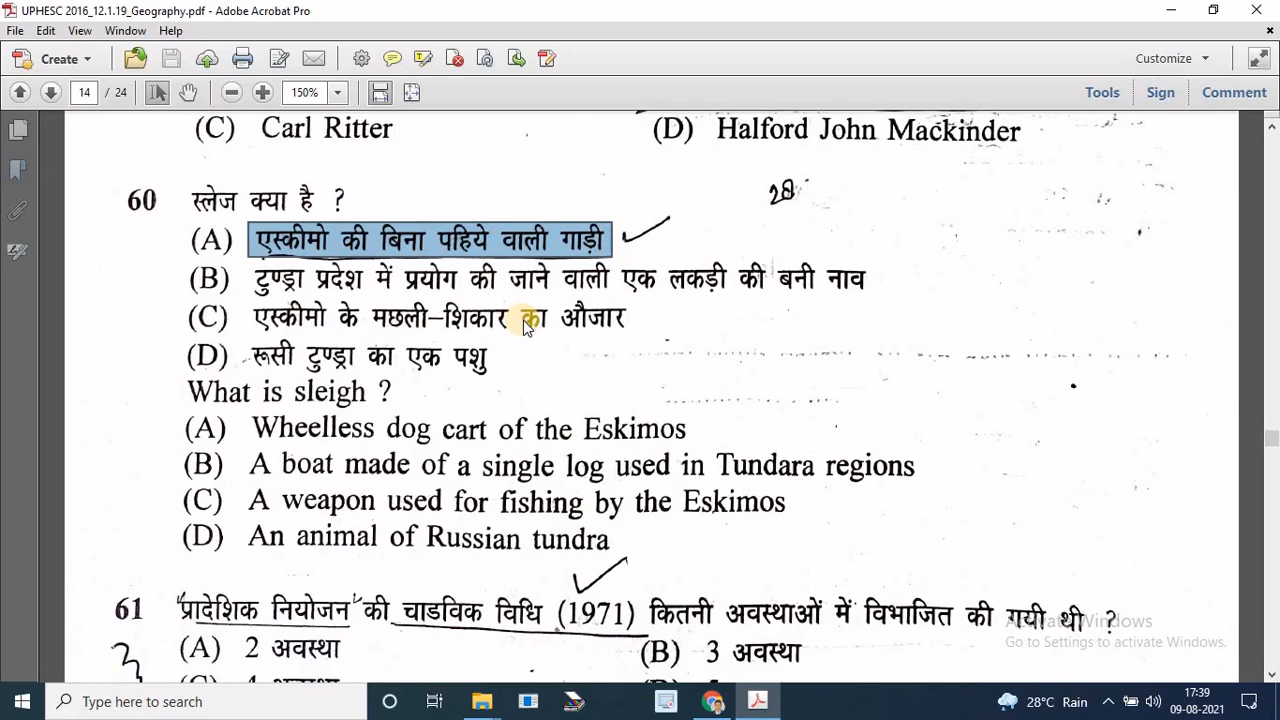 UPHESC 2016_12.1.19_Geography.pdf - Adobe Acrobat Pro
File Edit View Window Help
Create Customize
14 / 24 150% Tools Sign Comment
(C) Carl Ritter (D) Halford John Mackinder
28
60 स्लेज क्या है ?
(A) एस्कीमो की बिना पहिये वाली गाड़ी
(B) टुण्ड्रा प्रदेश में प्रयोग की जाने वाली एक लकड़ी की बनी नाव
(C) एस्कीमो के मछली-शिकार का औजार
(D) रूसी टुण्ड्रा का एक पशु
What is sleigh ?
(A) Wheelless dog cart of the Eskimos
(B) A boat made of a single log used in Tundara regions
(C) A weapon used for fishing by the Eskimos
(D) An animal of Russian tundra
61 "प्रादेशिक नियोजन" की चाडविक विधि (1971) कितनी अवस्थाओं में विभाजित की गयी थी ?
(A) 2 अवस्था (B) 3 अवस्था
Activate Windows
Go to Settings to activate Windows.
Type here to search 28°C Rain ENG 17:39
09-08-2021